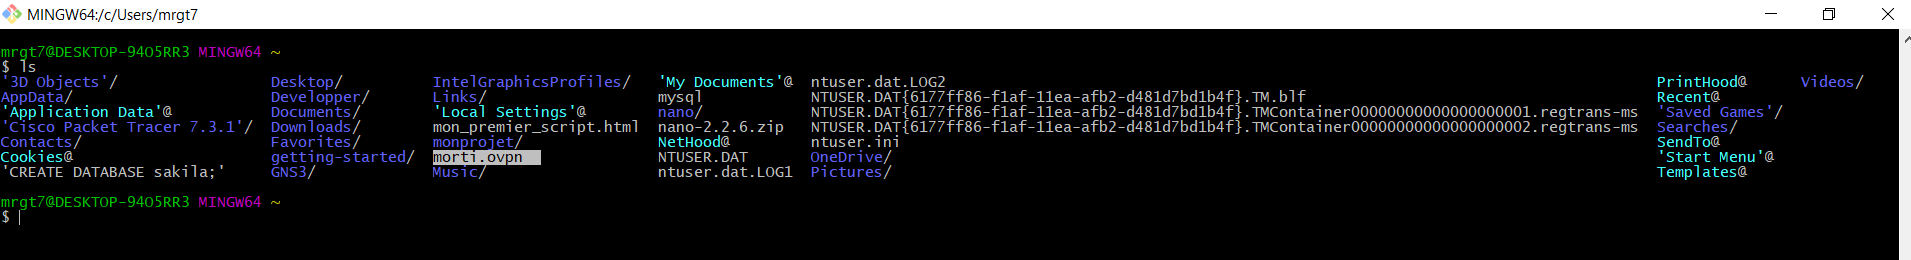 MINGW64:/c/Users/mrgt7
mrgt7@DESKTOP-94O5RR3 MINGW64 ~
$ ls
'3D Objects'/ Desktop/ IntelGraphicsProfiles/ 'My Documents'@ ntuser.dat.LOG2 PrintHood@ Videos/
AppData/ Developper/ Links/ mysql NTUSER.DAT{6177ff86-f1af-11ea-afb2-d481d7bd1b4f}.TM.blf Recent@
'Application Data'@ Documents/ 'Local Settings'@ nano/ NTUSER.DAT{6177ff86-f1af-11ea-afb2-d481d7bd1b4f}.TMContainer00000000000000000001.regtrans-ms 'Saved Games'/
'Cisco Packet Tracer 7.3.1'/ Downloads/ mon_premier_script.html nano-2.2.6.zip NTUSER.DAT{6177ff86-f1af-11ea-afb2-d481d7bd1b4f}.TMContainer00000000000000000002.regtrans-ms Searches/
Contacts/ Favorites/ monprojet/ NetHood@ ntuser.ini SendTo@
Cookies@ getting-started/ morti.ovpn NTUSER.DAT OneDrive/ 'Start Menu'@
'CREATE DATABASE sakila;' GNS3/ Music/ ntuser.dat.LOG1 Pictures/ Templates@
mrgt7@DESKTOP-94O5RR3 MINGW64 ~
$